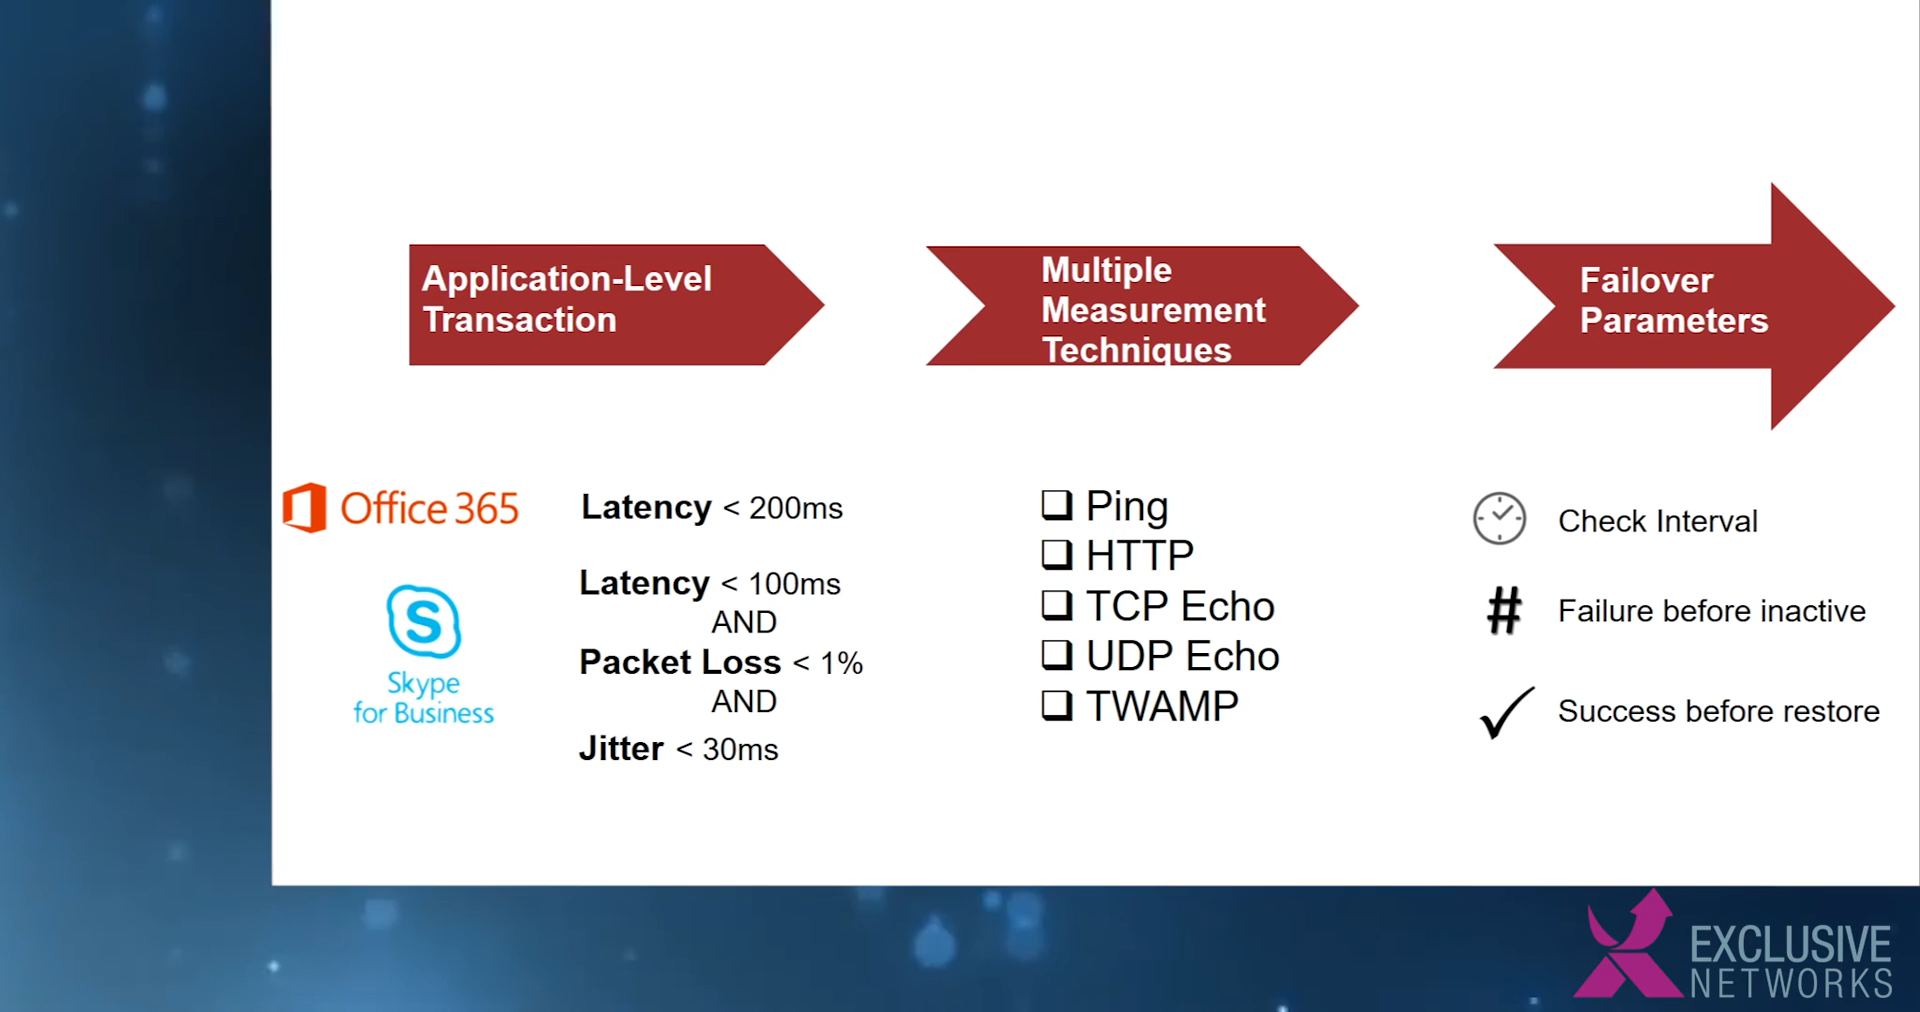 Application-Level
Transaction
Multiple
Measurement
Techniques
Failover
Parameters
Office 365
Latency < 200ms
S
Skype
for Business
Latency < 100ms
AND
Packet Loss < 1%
AND
Jitter < 30ms
Ping
HTTP
TCP Echo
UDP Echo
TWAMP
Check Interval
# Failure before inactive
Success before restore
EXCLUSIVE
NETWORKS